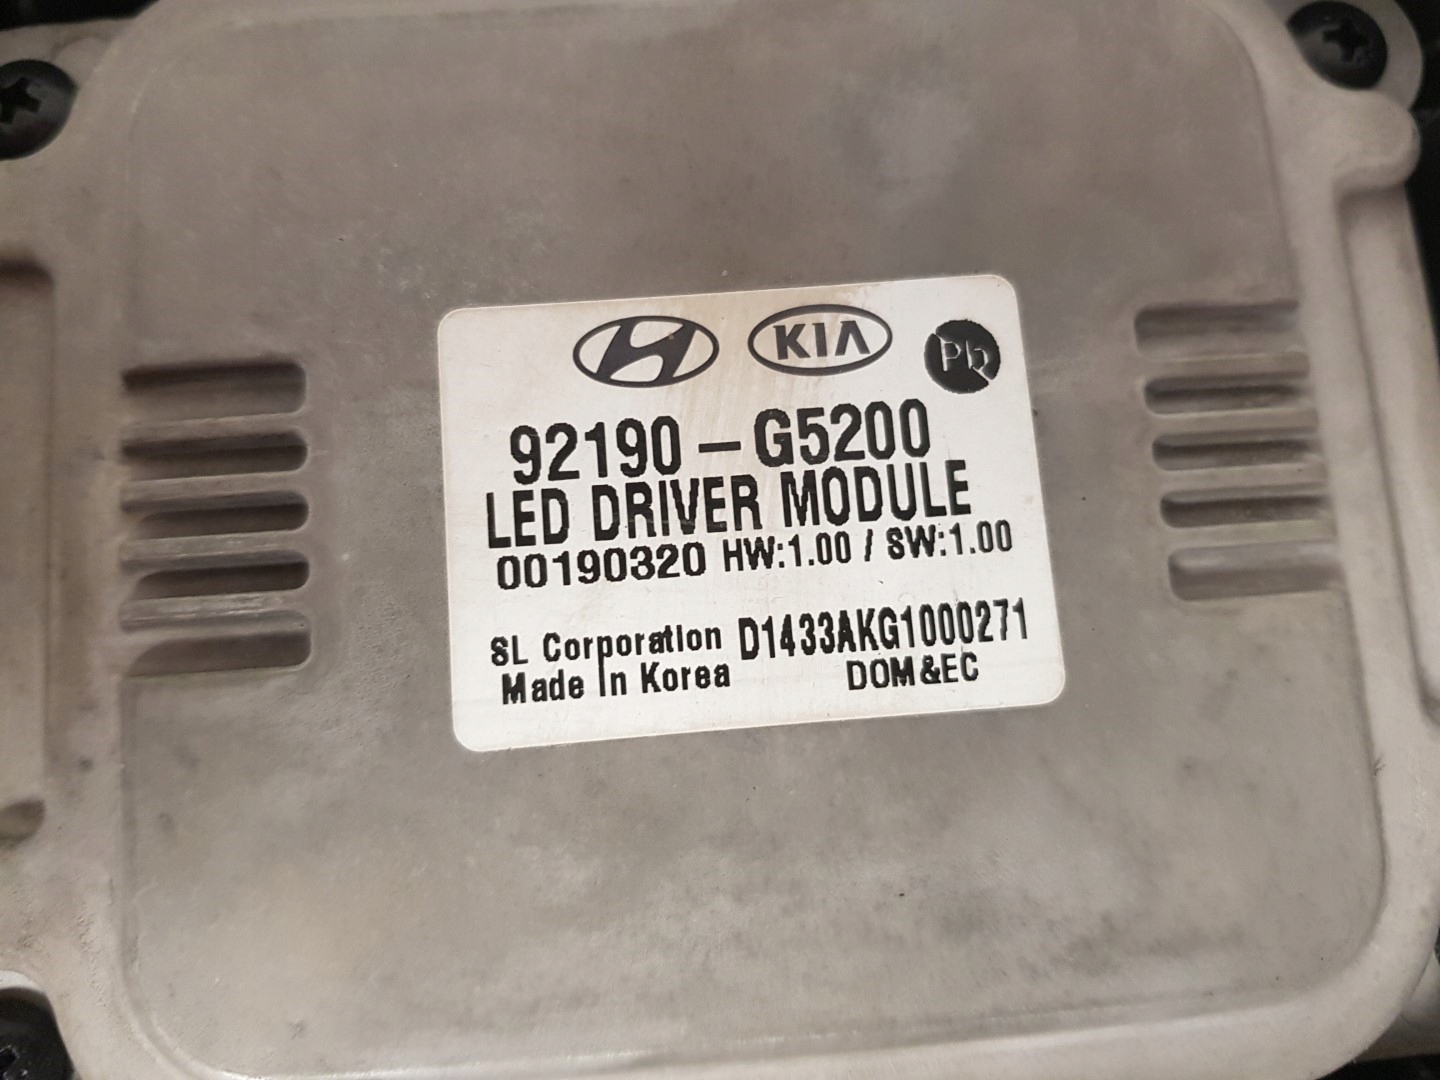 KIA Pb
92190-G5200
LED DRIVER MODULE
00190320 HW:1.00 / SW:1.00
SL Corporation D1433AKG1000271
Made In Korea DOM&EC